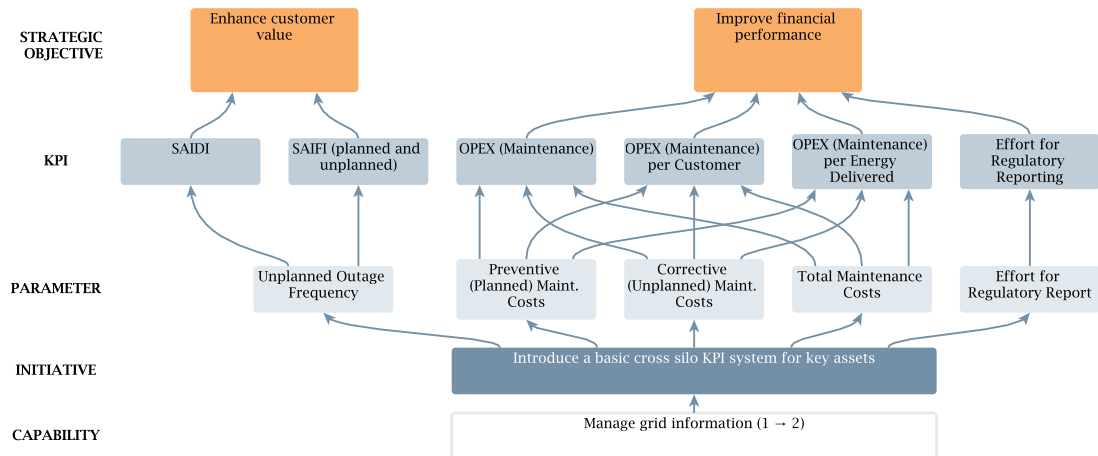 STRATEGIC
OBJECTIVE
Enhance customer
value
Improve financial
performance
KPI
SAIDI
SAIFI (planned and
unplanned)
OPEX (Maintenance)
OPEX (Maintenance)
per Customer
OPEX (Maintenance)
per Energy
Delivered
Effort for
Regulatory
Reporting
PARAMETER
Unplanned Outage
Frequency
Preventive
(Planned) Maint.
Costs
Corrective
(Unplanned) Maint.
Costs
Total Maintenance
Costs
Effort for
Regulatory Report
INITIATIVE
Introduce a basic cross silo KPI system for key assets
CAPABILITY
Manage grid information (1 → 2)